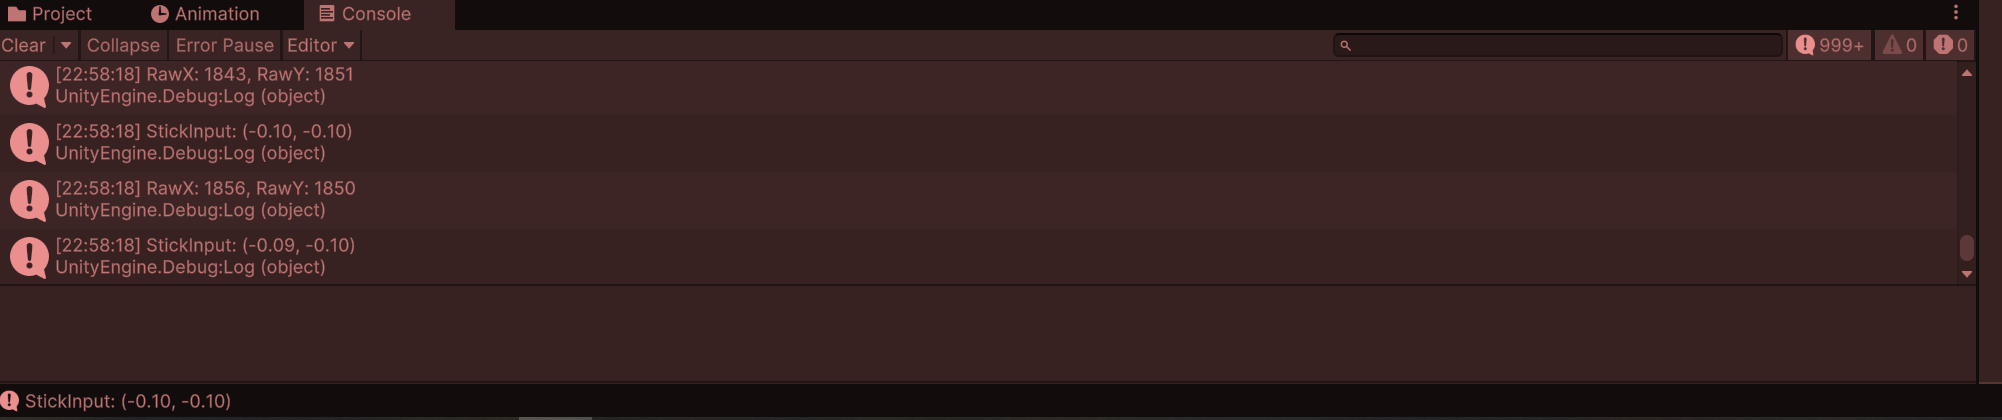 Project Animation Console
Clear Collapse Error Pause Editor 999+ 0 0
[22:58:18] RawX: 1843, RawY: 1851
UnityEngine.Debug:Log (object)
[22:58:18] StickInput: (-0.10, -0.10)
UnityEngine.Debug:Log (object)
[22:58:18] RawX: 1856, RawY: 1850
UnityEngine.Debug:Log (object)
[22:58:18] StickInput: (-0.09, -0.10)
UnityEngine.Debug:Log (object)
StickInput: (-0.10, -0.10)